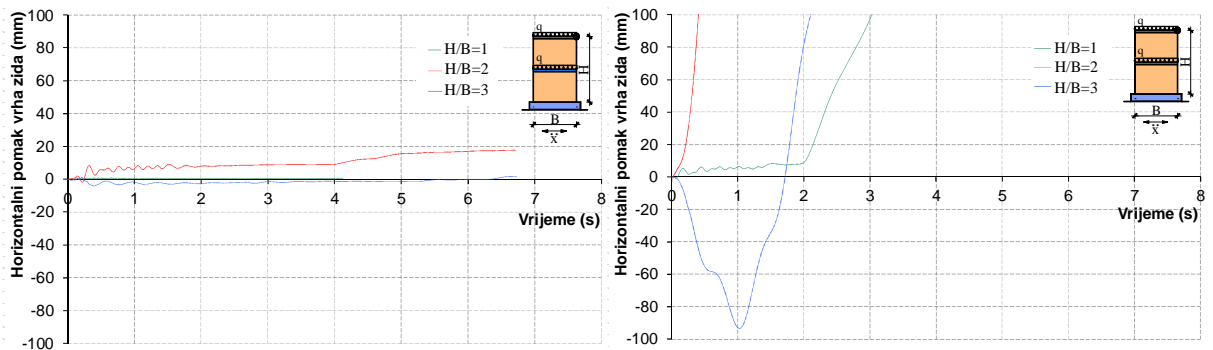 Horizontalni pomak vrha zida (mm)
100
80
60
40
20
0
-20
-40
-60
-80
-100
0 1 2 3 4 5 6 7 8
Vrijeme (s)
H/B=1
H/B=2
H/B=3
q
q
H
B
ẍ
Horizontalni pomak vrha zida (mm)
100
80
60
40
20
0
-20
-40
-60
-80
-100
0 1 2 3 4 5 6 7 8
Vrijeme (s)
H/B=1
H/B=2
H/B=3
q
q
H
B
ẍ